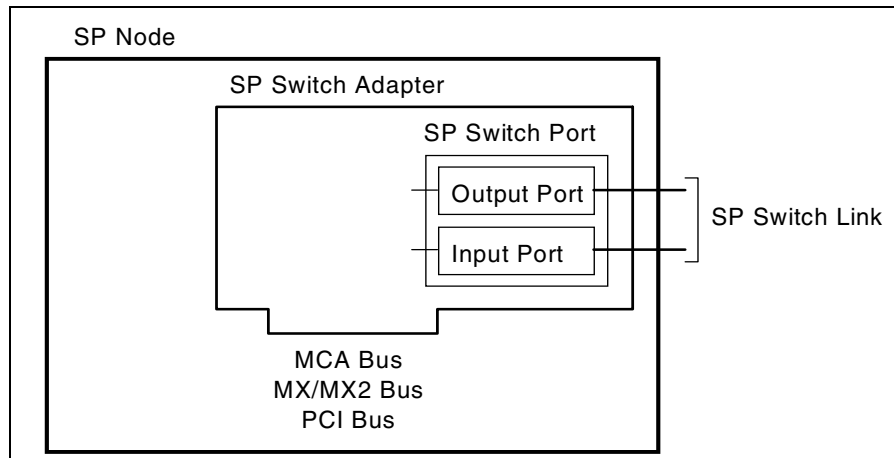 SP Node
SP Switch Adapter
SP Switch Port
Output Port
Input Port
SP Switch Link
MCA Bus
MX/MX2 Bus
PCI Bus